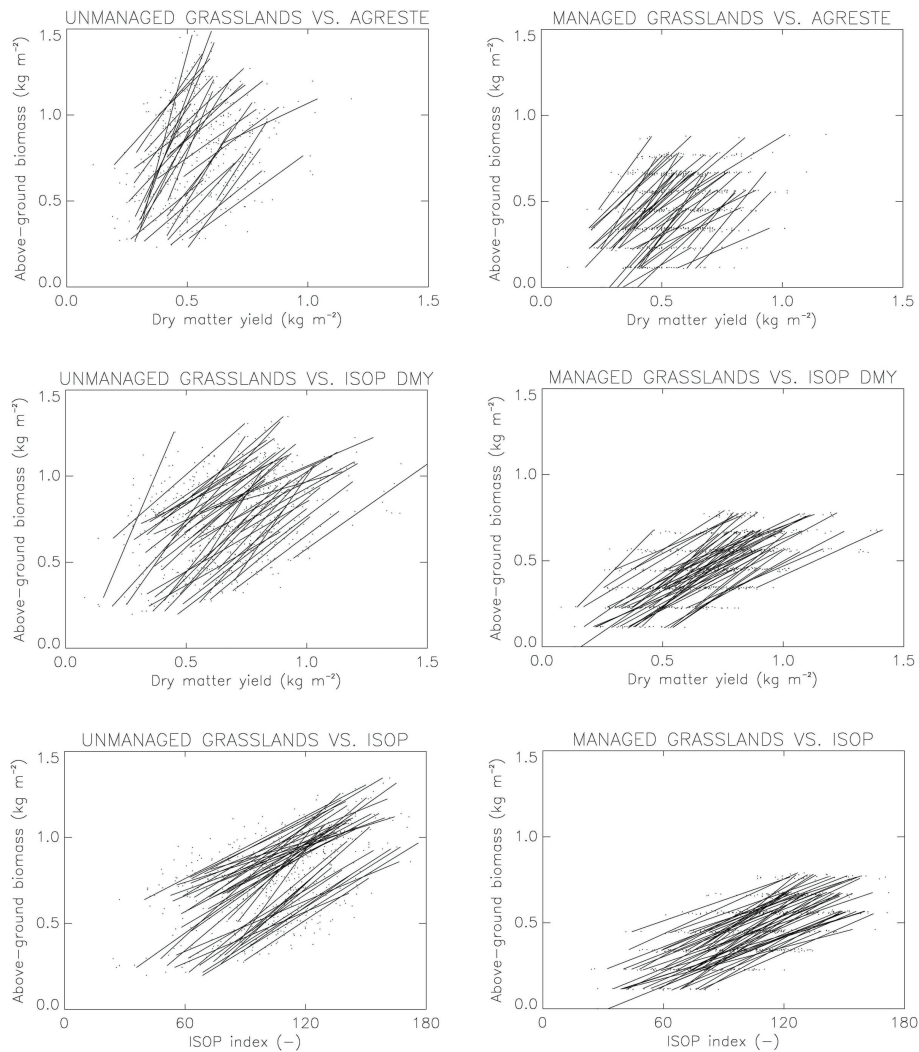 UNMANAGED GRASSLANDS VS. AGRESTE
Above-ground biomass (kg m⁻²)
1.5
1.0
0.5
0.0
0.0 0.5 1.0 1.5
Dry matter yield (kg m⁻²)
MANAGED GRASSLANDS VS. AGRESTE
Above-ground biomass (kg m⁻²)
1.5
1.0
0.5
0.0
0.0 0.5 1.0 1.5
Dry matter yield (kg m⁻²)
UNMANAGED GRASSLANDS VS. ISOP DMY
Above-ground biomass (kg m⁻²)
1.5
1.0
0.5
0.0
0.0 0.5 1.0 1.5
Dry matter yield (kg m⁻²)
MANAGED GRASSLANDS VS. ISOP DMY
Above-ground biomass (kg m⁻²)
1.5
1.0
0.5
0.0
0.0 0.5 1.0 1.5
Dry matter yield (kg m⁻²)
UNMANAGED GRASSLANDS VS. ISOP
Above-ground biomass (kg m⁻²)
1.5
1.0
0.5
0.0
0 60 120 180
ISOP index (-)
MANAGED GRASSLANDS VS. ISOP
Above-ground biomass (kg m⁻²)
1.5
1.0
0.5
0.0
0 60 120 180
ISOP index (-)